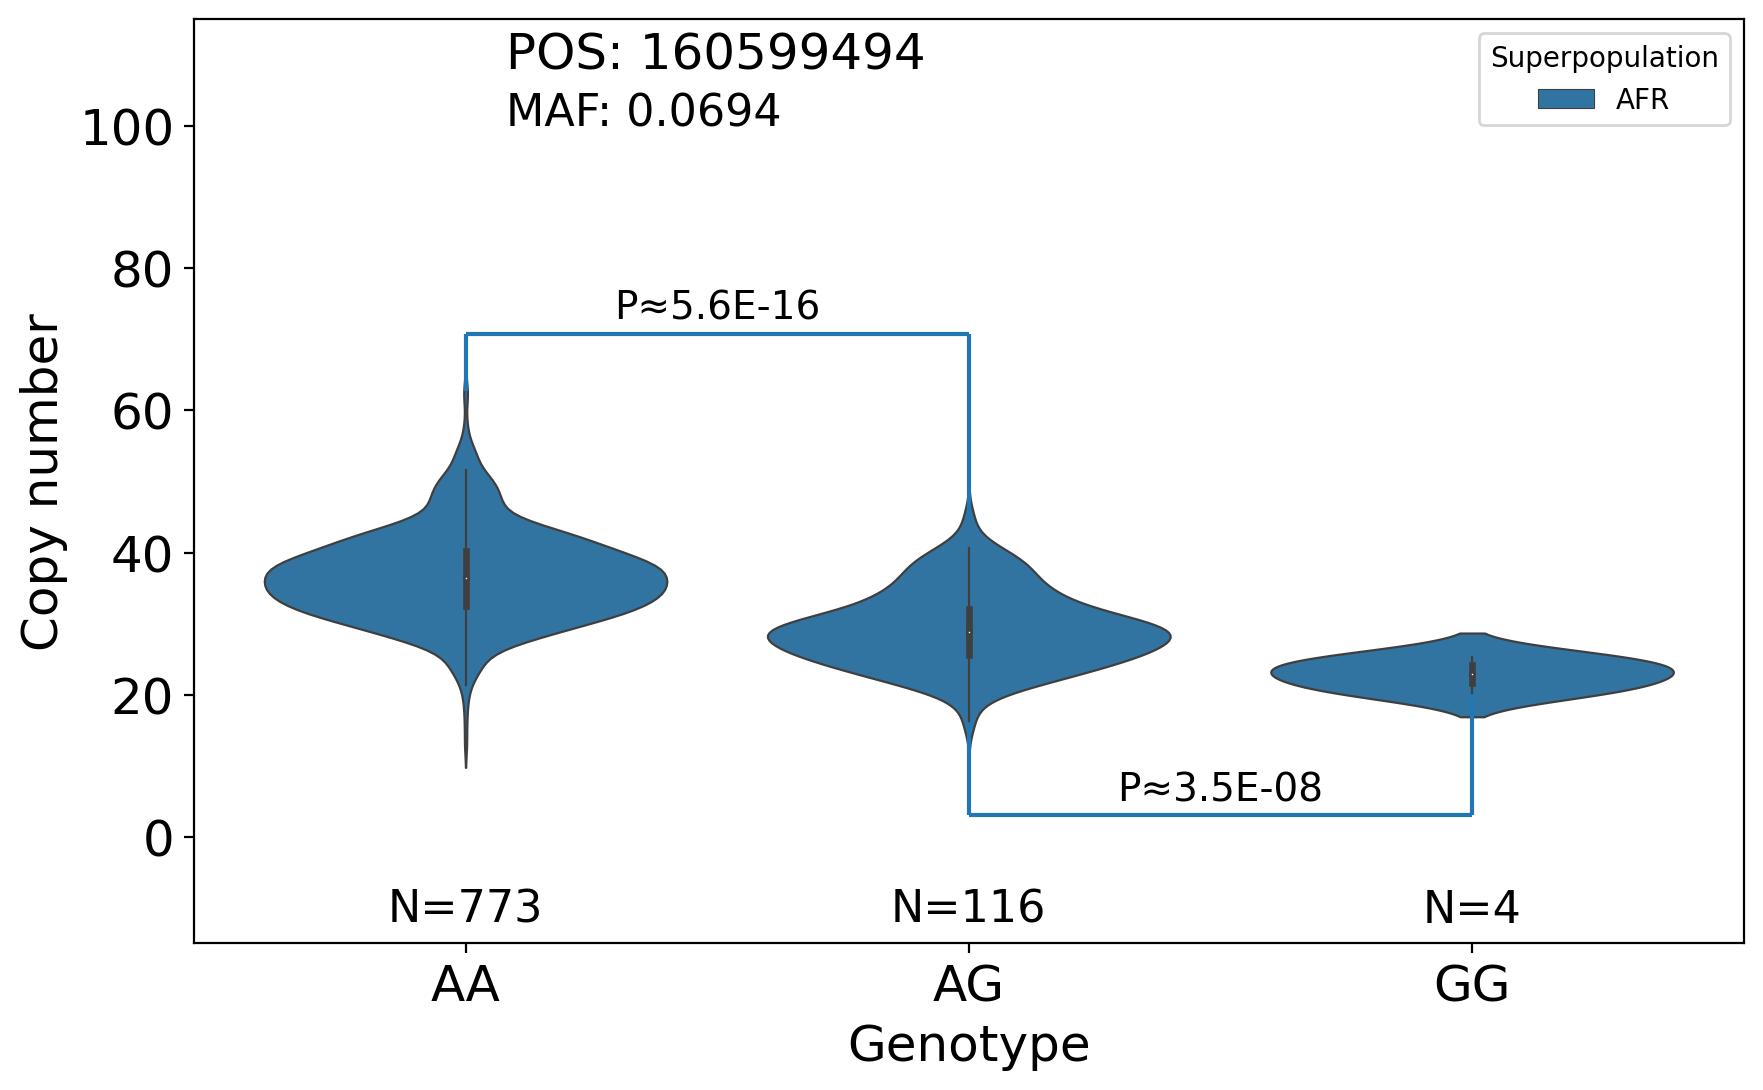 POS: 160599494
MAF: 0.0694
Superpopulation
AFR
100
80
60
40
20
0
Copy number
P≈5.6E-16
P≈3.5E-08
N=773
N=116
N=4
AA
AG
GG
Genotype